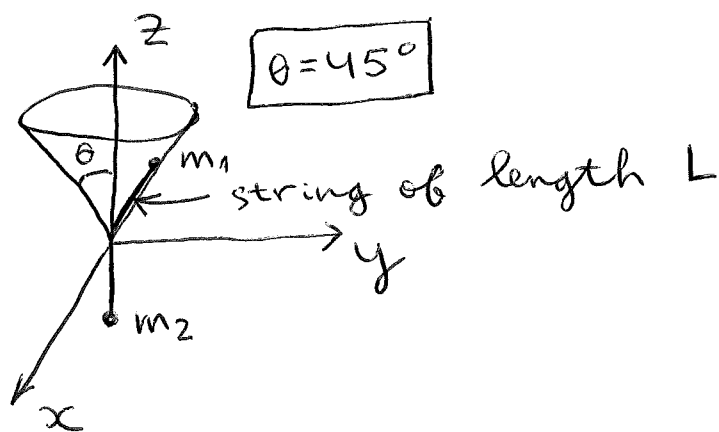 z
θ = 45°
θ
m₁
string of length L
y
m₂
x